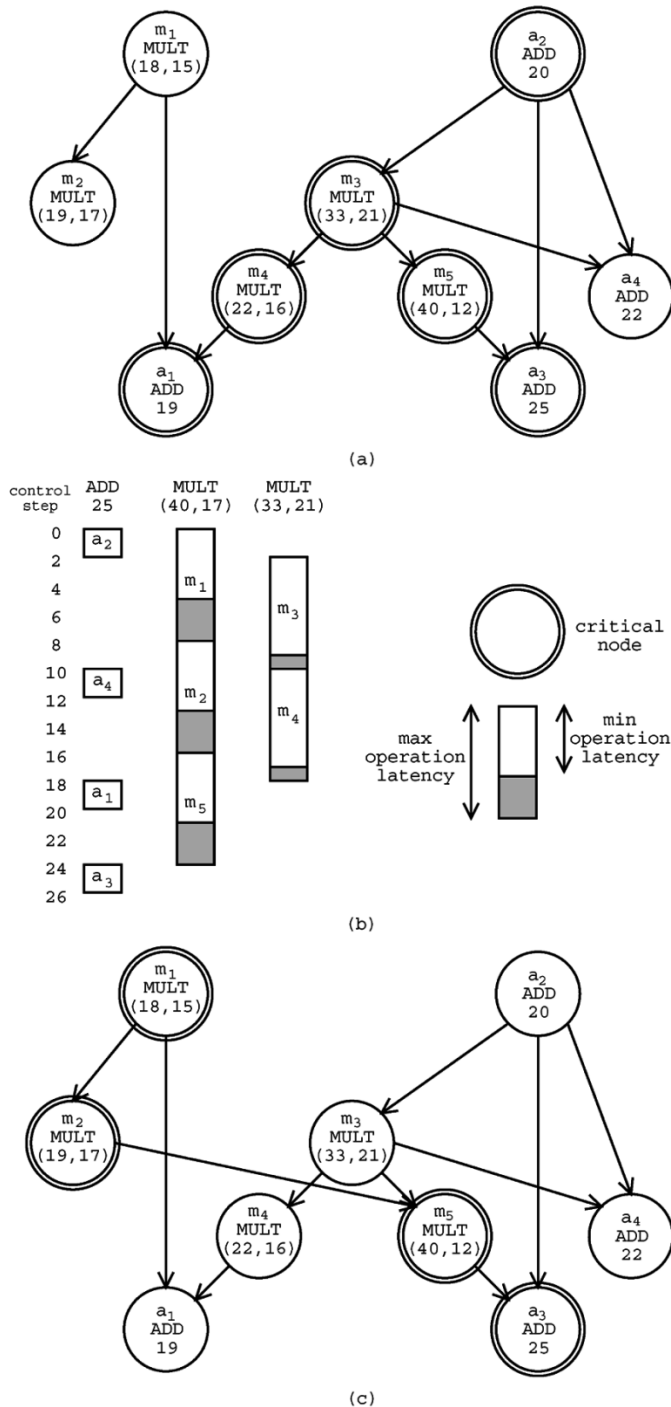 m1
MULT
(18,15)
a2
ADD
20
m2
MULT
(19,17)
m3
MULT
(33,21)
m4
MULT
(22,16)
m5
MULT
(40,12)
a4
ADD
22
a1
ADD
19
a3
ADD
25
(a)
control
step
ADD
25
MULT
(40,17)
MULT
(33,21)
0
2
4
6
8
10
12
14
16
18
20
22
24
26
a2
a4
a1
a3
m1
m2
m5
m3
m4
critical
node
max
operation
latency
min
operation
latency
(b)
m1
MULT
(18,15)
a2
ADD
20
m2
MULT
(19,17)
m3
MULT
(33,21)
m4
MULT
(22,16)
m5
MULT
(40,12)
a4
ADD
22
a1
ADD
19
a3
ADD
25
(c)